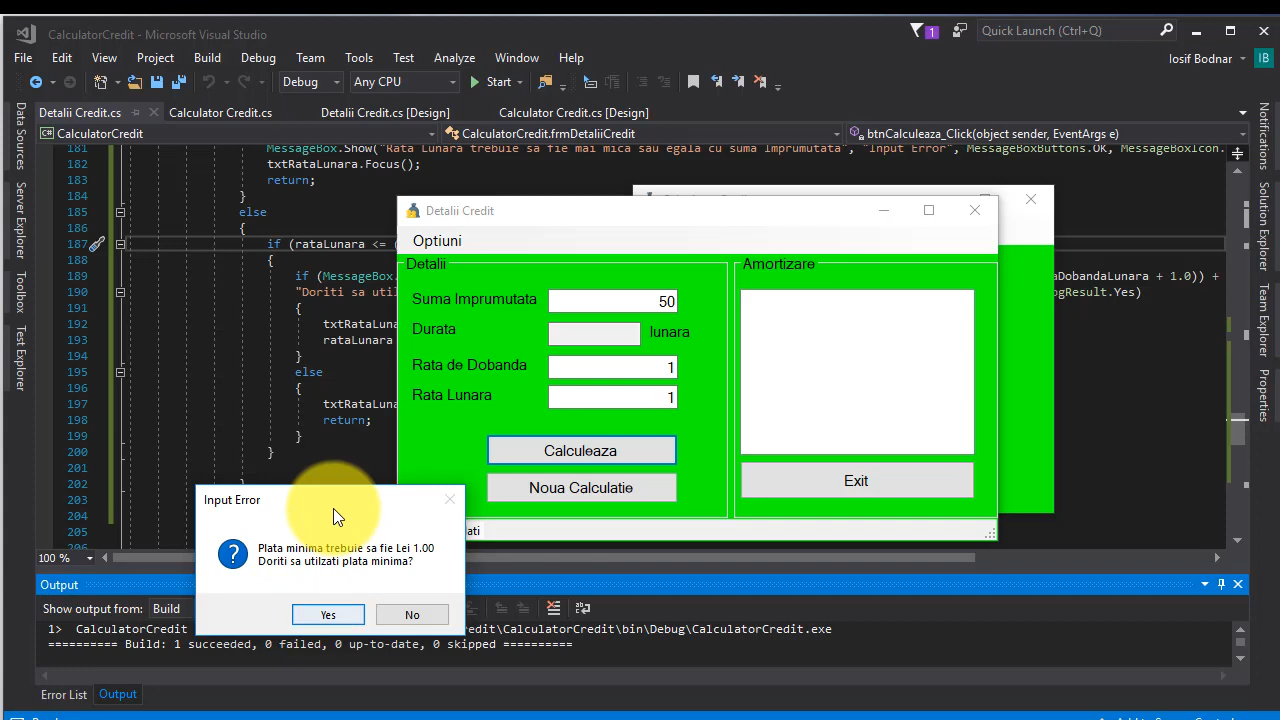 CalculatorCredit - Microsoft Visual Studio
1
Quick Launch (Ctrl+Q)
File Edit View Project Build Debug Team Tools Test Analyze Window Help
Iosif Bodnar IB
Debug Any CPU Start
Detalii Credit.cs Calculator Credit.cs Detalii Credit.cs [Design] Calculator Credit.cs [Design]
CalculatorCredit CalculatorCredit.frmDetaliiCredit btnCalculeaza_Click(object sender, EventArgs e)
Data Sources
Server Explorer
Toolbox
Test Explorer
Notifications
Solution Explorer
Team Explorer
Properties
181 MessageBox.Show("Rata Lunara trebuie sa fie mai mica sau egala cu suma Imprumutata", "Input Error", MessageBoxButtons.OK, MessageBoxIcon.
182 txtRataLunara.Focus();
183 return;
184 }
185 else
186 {
187 if (rataLunara <= (
188 {
189 if (MessageBox. aDobandaLunara + 1.0)) +
190 "Doriti sa util ogResult.Yes)
191 {
192 txtRataLuna
193 rataLunara
194 }
195 else
196 {
197 txtRataLuna
198 return;
199 }
200 }
201
202 }
203
204
205
206
100 %
Detalii Credit
Optiuni
Detalii
Suma Imprumutata 50
Durata lunara
Rata de Dobanda 1
Rata Lunara 1
Calculeaza
Noua Calculatie
Amortizare
Exit
ati
Input Error
Plata minima trebuie sa fie Lei 1.00
Doriti sa utilzati plata minima?
Yes No
Output
Show output from: Build
1> CalculatorCredit edit\CalculatorCredit\bin\Debug\CalculatorCredit.exe
========== Build: 1 succeeded, 0 failed, 0 up-to-date, 0 skipped ==========
Error List Output